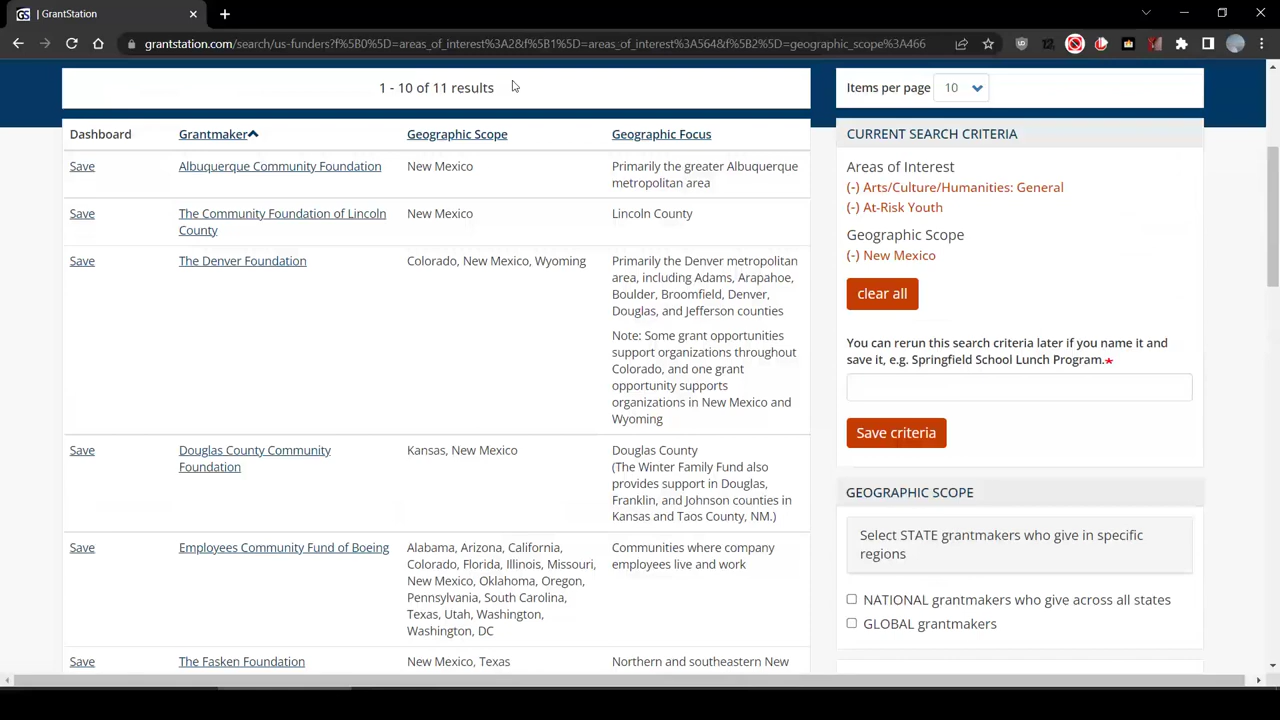 GS | GrantStation
grantstation.com/search/us-funders?f%5B0%5D=areas_of_interest%3A2&f%5B1%5D=areas_of_interest%3A564&f%5B2%5D=geographic_scope%3A466
1 - 10 of 11 results
Items per page 10
Dashboard Grantmaker Geographic Scope Geographic Focus
Save Albuquerque Community Foundation New Mexico Primarily the greater Albuquerque
metropolitan area
Save The Community Foundation of Lincoln New Mexico Lincoln County
County
Save The Denver Foundation Colorado, New Mexico, Wyoming Primarily the Denver metropolitan
area, including Adams, Arapahoe,
Boulder, Broomfield, Denver,
Douglas, and Jefferson counties
Note: Some grant opportunities
support organizations throughout
Colorado, and one grant
opportunity supports
organizations in New Mexico and
Wyoming
Save Douglas County Community Kansas, New Mexico Douglas County
Foundation (The Winter Family Fund also
provides support in Douglas,
Franklin, and Johnson counties in
Kansas and Taos County, NM.)
Save Employees Community Fund of Boeing Alabama, Arizona, California, Communities where company
Colorado, Florida, Illinois, Missouri, employees live and work
New Mexico, Oklahoma, Oregon,
Pennsylvania, South Carolina,
Texas, Utah, Washington,
Washington, DC
Save The Fasken Foundation New Mexico, Texas Northern and southeastern New
CURRENT SEARCH CRITERIA
Areas of Interest
(-) Arts/Culture/Humanities: General
(-) At-Risk Youth
Geographic Scope
(-) New Mexico
clear all
You can rerun this search criteria later if you name it and
save it, e.g. Springfield School Lunch Program.*
Save criteria
GEOGRAPHIC SCOPE
Select STATE grantmakers who give in specific
regions
NATIONAL grantmakers who give across all states
GLOBAL grantmakers